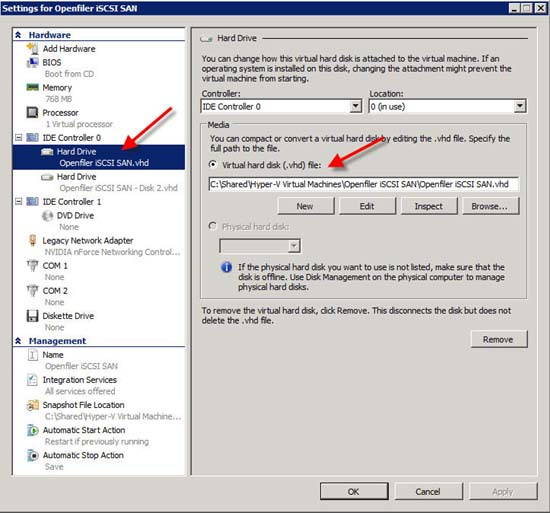 Settings for Openfiler iSCSI SAN
Hardware
Add Hardware
BIOS
Boot from CD
Memory
768 MB
Processor
1 Virtual processor
IDE Controller 0
Hard Drive
Openfiler iSCSI SAN.vhd
Hard Drive
Openfiler iSCSI SAN - Disk 2.vhd
IDE Controller 1
DVD Drive
None
Legacy Network Adapter
NVIDIA nForce Networking Control...
COM 1
None
COM 2
None
Diskette Drive
None
Management
Name
Openfiler iSCSI SAN
Integration Services
All services offered
Snapshot File Location
C:\Shared\Hyper-V Virtual Machine...
Automatic Start Action
Restart if previously running
Automatic Stop Action
Save
Hard Drive
You can change how this virtual hard disk is attached to the virtual machine. If an
operating system is installed on this disk, changing the attachment might prevent the
virtual machine from starting.
Controller: Location:
IDE Controller 0 0 (in use)
Media
You can compact or convert a virtual hard disk by editing the .vhd file. Specify the
full path to the file.
Virtual hard disk (.vhd) file:
C:\Shared\Hyper-V Virtual Machines\Openfiler iSCSI SAN\Openfiler iSCSI SAN.vhd
New Edit Inspect Browse...
Physical hard disk:
If the physical hard disk you want to use is not listed, make sure that the
disk is offline. Use Disk Management on the physical computer to manage
physical hard disks.
To remove the virtual hard disk, click Remove. This disconnects the disk but does not
delete the .vhd file.
Remove
OK Cancel Apply